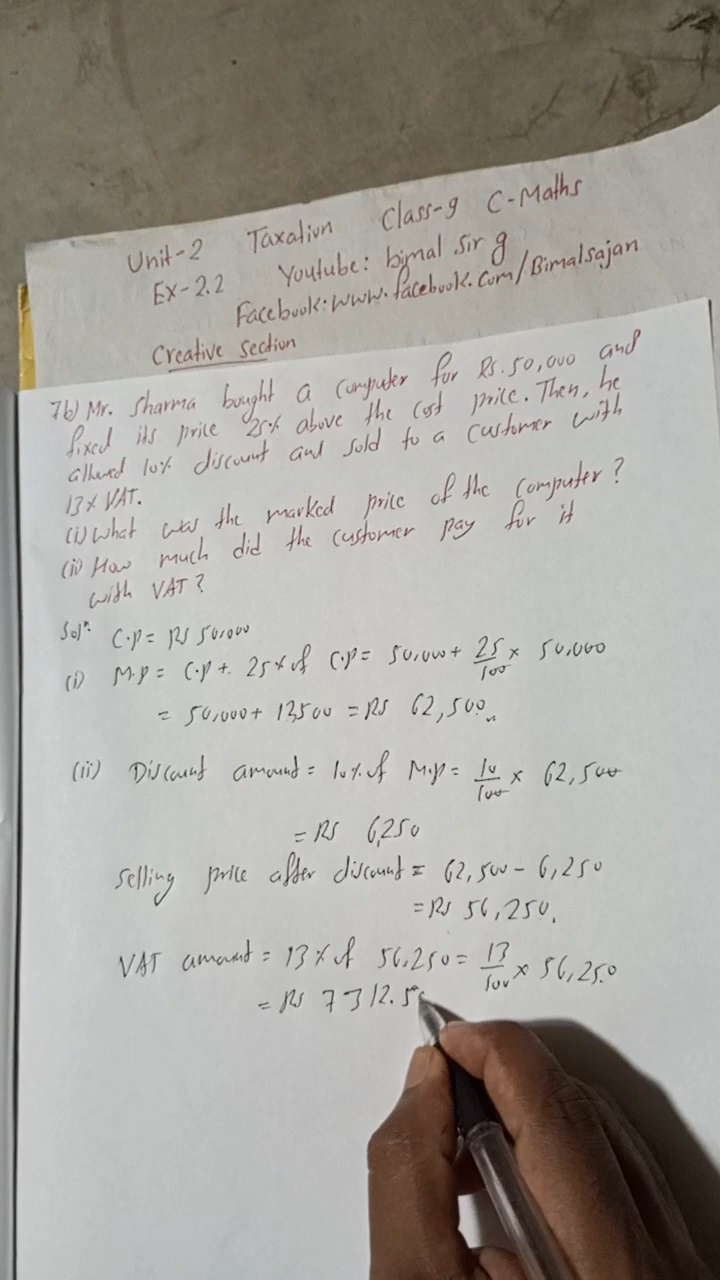 Unit-2 Taxation Class-9 C-Maths
Ex-2.2 Youtube: bimal sir g
Facebook: www.facebook.com/Bimalsajan
Creative section
7b) Mr. Sharma bought a computer for Rs. 50,000 and
fixed its price 25% above the cost price. Then, he
allowed 10% discount and sold to a customer with
13% VAT.
(i) What was the marked price of the computer?
(ii) How much did the customer pay for it
with VAT?
Solⁿ. C.P = Rs 50,000
(i) M.P = C.P + 25% of C.P = 50,000 + 25/100 × 50,000
= 50,000 + 12500 = Rs 62,500
(ii) Discount amount = 10% of M.P = 10/100 × 62,500
= Rs 6,250
Selling price after discount = 62,500 - 6,250
= Rs 56,250.
VAT amount = 13% of 56,250 = 13/100 × 56,250
= Rs 7312.5